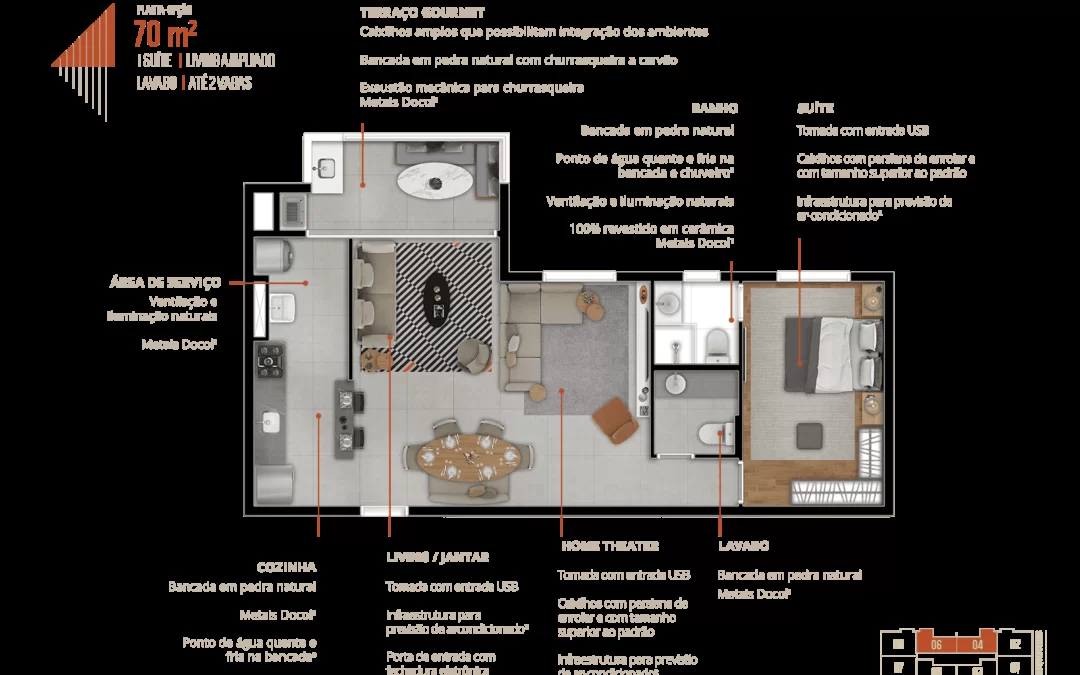 PLANTA-OPÇÃO
70 m²
1 SUÍTE | LIVING AMPLIADO
LAVABO | ATÉ 2 VAGAS
TERRAÇO GOURMET
Caixilhos amplos que possibilitam integração dos ambientes
Bancada em pedra natural com churrasqueira a carvão
Exaustão mecânica para churrasqueira
Metais Docol¹
BANHO
Bancada em pedra natural
Ponto de água quente e fria na
bancada e chuveiro²
Ventilação e iluminação naturais
100% revestido em cerâmica
Metais Docol¹
SUÍTE
Tomada com entrada USB
Caixilhos com persiana de enrolar e
com tamanho superior ao padrão
Infraestrutura para previsão de
ar-condicionado³
ÁREA DE SERVIÇO
Ventilação e
iluminação naturais
Metais Docol¹
COZINHA
Bancada em pedra natural
Metais Docol¹
Ponto de água quente e
fria na bancada²
LIVING / JANTAR
Tomada com entrada USB
Infraestrutura para
previsão de arcondicionado³
Porta de entrada com
fechadura eletrônica
HOME THEATER
Tomada com entrada USB
Caixilhos com persiana de
enrolar e com tamanho
superior ao padrão
Infraestrutura para previsão
de ar-condicionado³
LAVABO
Bancada em pedra natural
Metais Docol¹
06
04
02